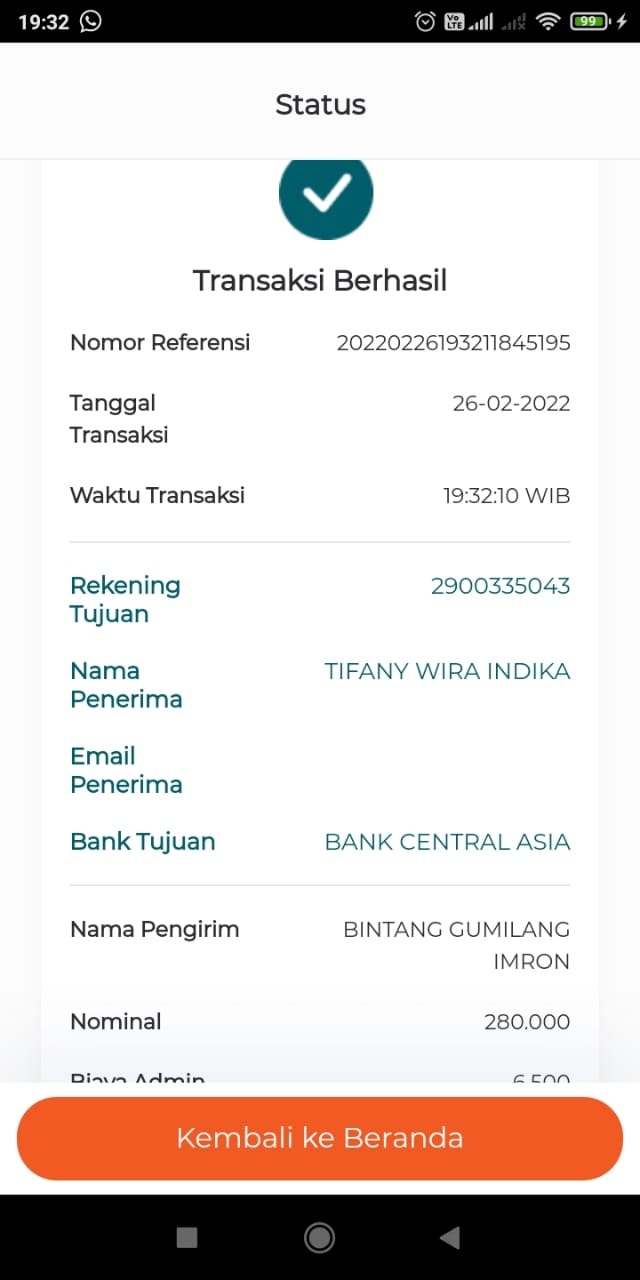 19:32
Vo LTE
99
Status
Transaksi Berhasil
Nomor Referensi 20220226193211845195
Tanggal Transaksi 26-02-2022
Waktu Transaksi 19:32:10 WIB
Rekening Tujuan 2900335043
Nama Penerima TIFANY WIRA INDIKA
Email Penerima
Bank Tujuan BANK CENTRAL ASIA
Nama Pengirim BINTANG GUMILANG IMRON
Nominal 280.000
Biaya Admin 6.500
Kembali ke Beranda